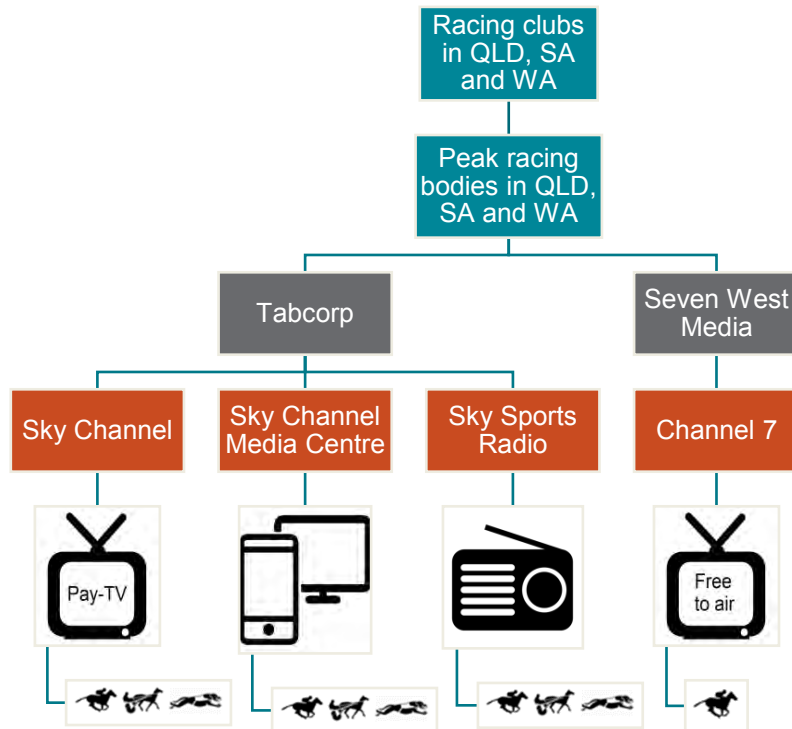 Racing clubs
in QLD, SA
and WA
Peak racing
bodies in QLD,
SA and WA
Tabcorp
Seven West
Media
Sky Channel
Sky Channel
Media Centre
Sky Sports
Radio
Channel 7
Pay-TV
Free
to air